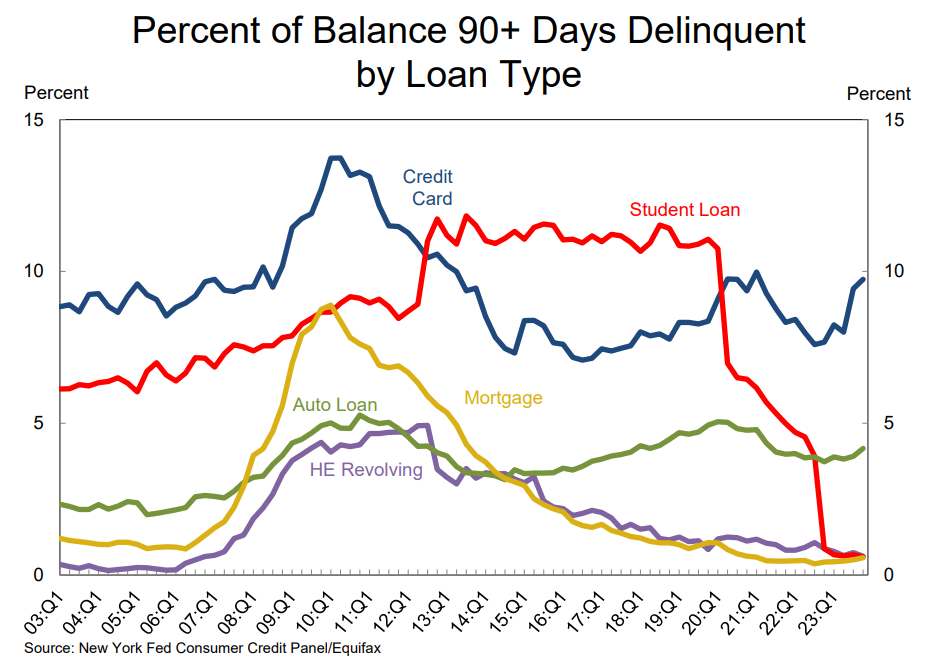 Percent of Balance 90+ Days Delinquent
by Loan Type
Percent
Percent
15
15
Credit
Card
Student Loan
10
10
Auto Loan
Mortgage
5
5
HE Revolving
0
0
03:Q1
04:Q1
05:Q1
06:Q1
07:Q1
08:Q1
09:Q1
10:Q1
11:Q1
12:Q1
13:Q1
14:Q1
15:Q1
16:Q1
17:Q1
18:Q1
19:Q1
20:Q1
21:Q1
22:Q1
23:Q1
Source: New York Fed Consumer Credit Panel/Equifax